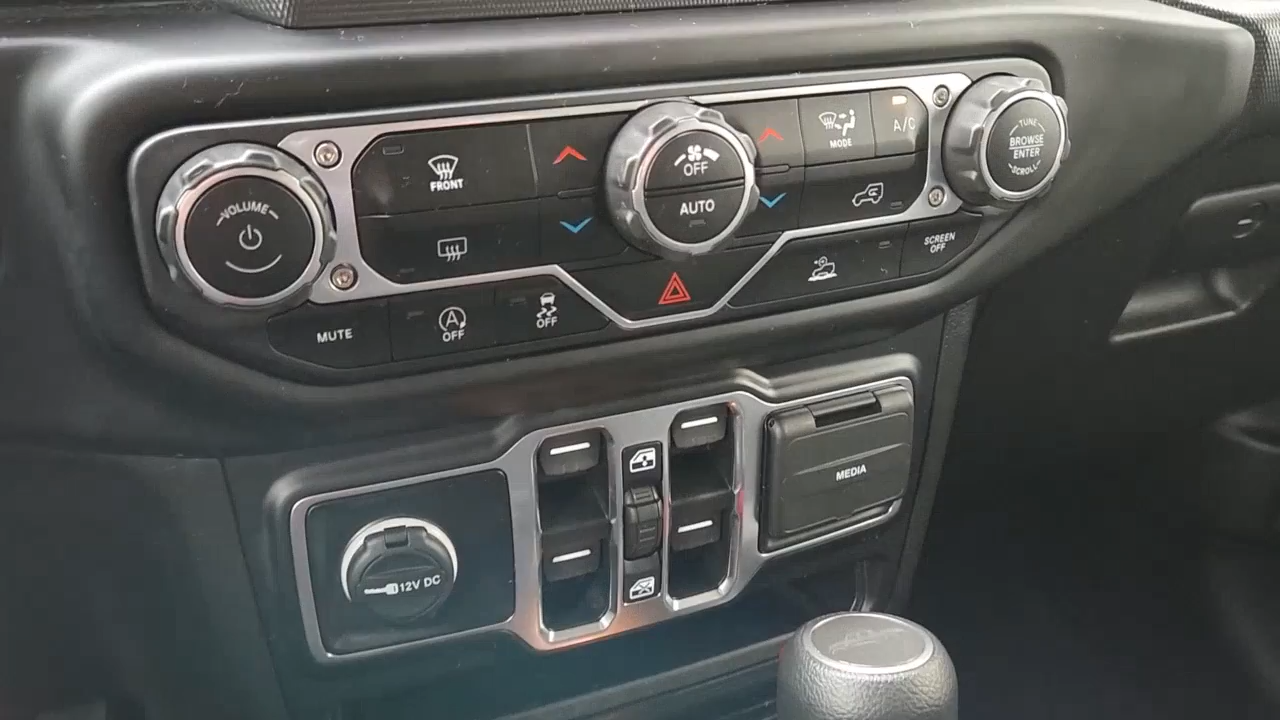 VOLUME
FRONT
OFF
AUTO
MODE
A/C
TUNE
BROWSE
ENTER
SCROLL
MUTE
A
OFF
OFF
SCREEN
OFF
12V DC
MEDIA